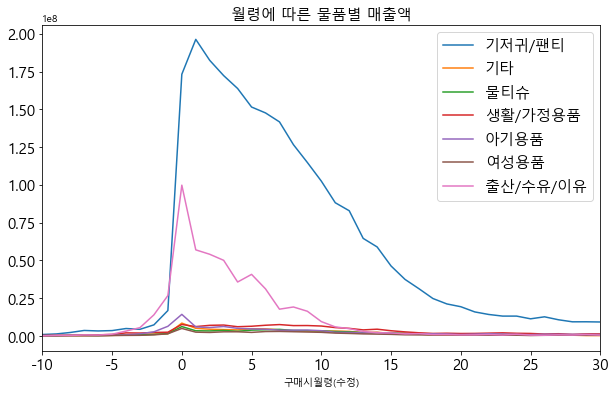 월령에 따른 물품별 매출액
1e8
2.00
1.75
1.50
1.25
1.00
0.75
0.50
0.25
0.00
기저귀/팬티
기타
물티슈
생활/가정용품
아기용품
여성용품
출산/수유/이유
-10 -5 0 5 10 15 20 25 30
구매시월령(수정)